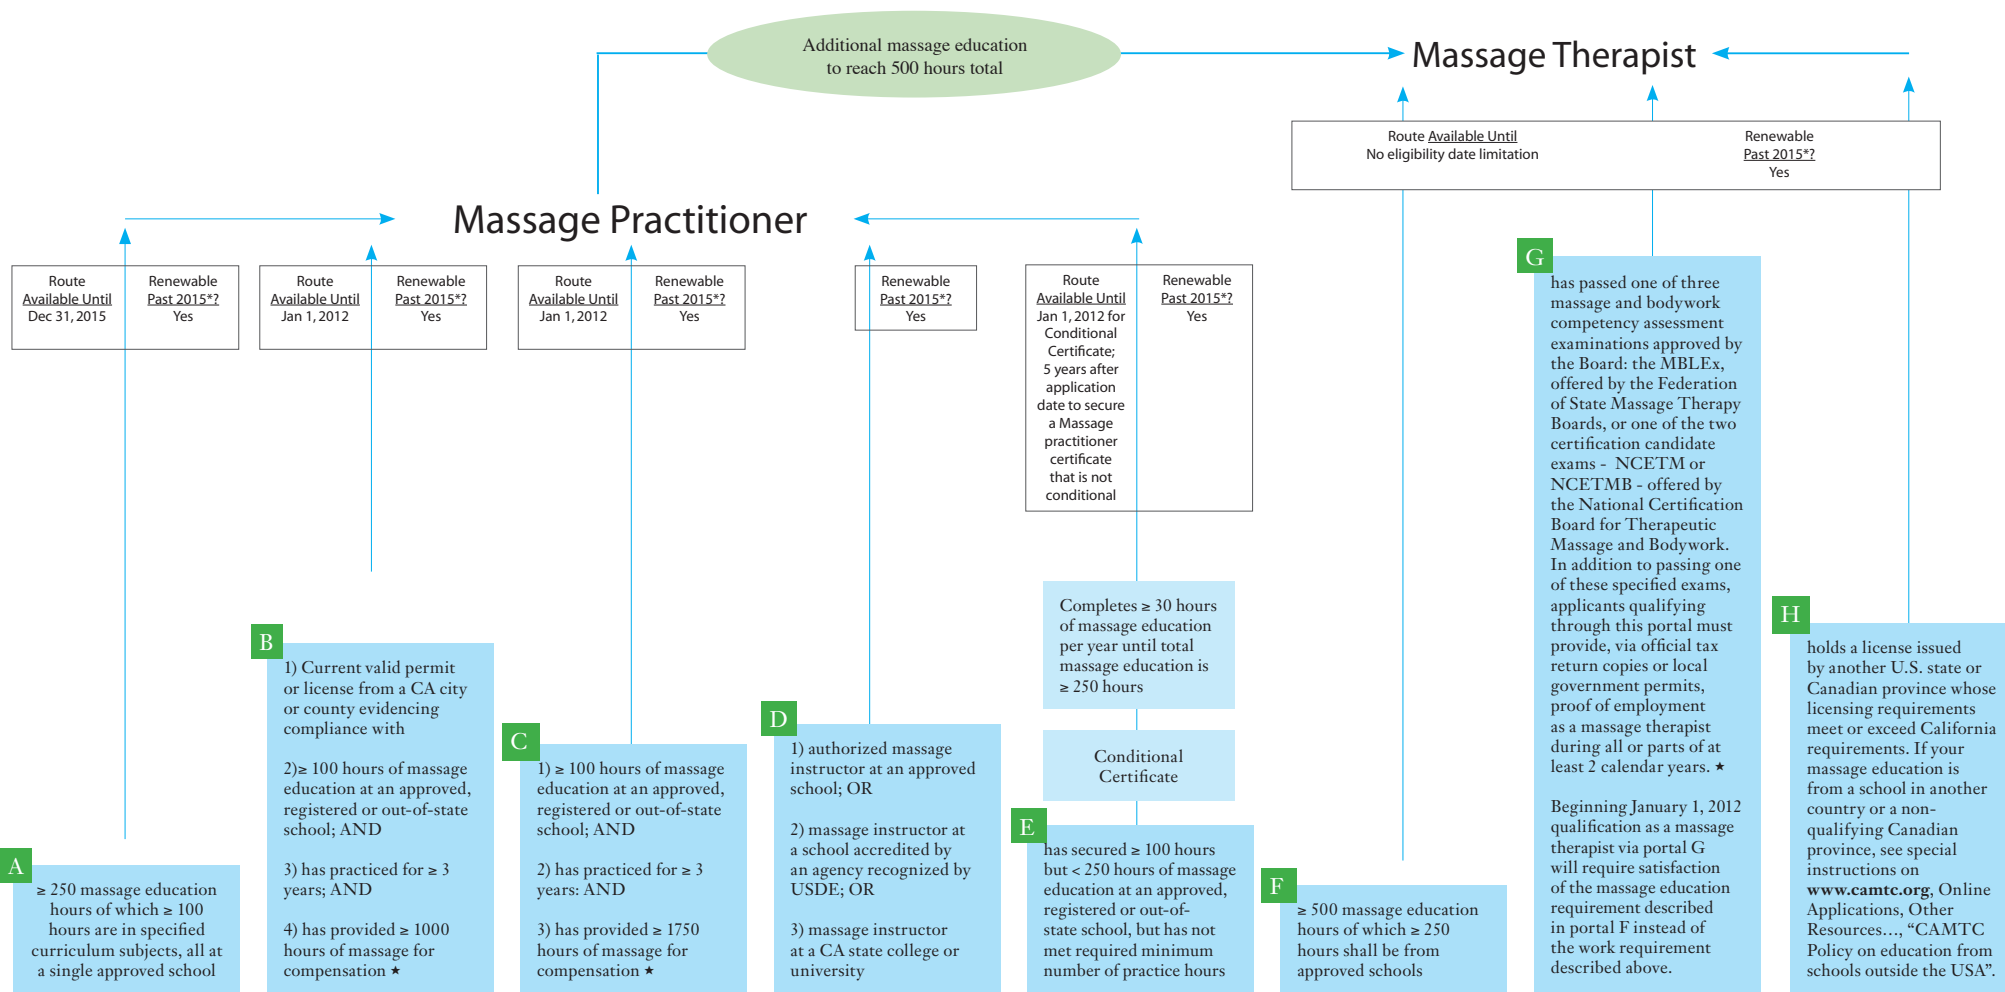 Additional massage education
to reach 500 hours total
Massage Therapist
Route Available Until
No eligibility date limitation
Renewable
Past 2015*?
Yes
Massage Practitioner
Route
Available Until
Dec 31, 2015
Renewable
Past 2015*?
Yes
Route
Available Until
Jan 1, 2012
Renewable
Past 2015*?
Yes
Route
Available Until
Jan 1, 2012
Renewable
Past 2015*?
Yes
Renewable
Past 2015*?
Yes
Route
Available Until
Jan 1, 2012 for
Conditional
Certificate;
5 years after
application
date to secure
a Massage
practitioner
certificate
that is not
conditional
Renewable
Past 2015*?
Yes
A
≥ 250 massage education
hours of which ≥ 100
hours are in specified
curriculum subjects, all at
a single approved school
B
1) Current valid permit
or license from a CA city
or county evidencing
compliance with
2)≥ 100 hours of massage
education at an approved,
registered or out-of-state
school; AND
3) has practiced for ≥ 3
years; AND
4) has provided ≥ 1000
hours of massage for
compensation ★
C
1) ≥ 100 hours of massage
education at an approved,
registered or out-of-state
school; AND
2) has practiced for ≥ 3
years: AND
3) has provided ≥ 1750
hours of massage for
compensation ★
D
1) authorized massage
instructor at an approved
school; OR
2) massage instructor at
a school accredited by
an agency recognized by
USDE; OR
3) massage instructor
at a CA state college or
university
Completes ≥ 30 hours
of massage education
per year until total
massage education is
≥ 250 hours
Conditional
Certificate
E
has secured ≥ 100 hours
but < 250 hours of massage
education at an approved,
registered or out-of-
state school, but has not
met required minimum
number of practice hours
F
≥ 500 massage education
hours of which ≥ 250
hours shall be from
approved schools
G
has passed one of three
massage and bodywork
competency assessment
examinations approved by
the Board: the MBLEx,
offered by the Federation
of State Massage Therapy
Boards, or one of the two
certification candidate
exams - NCETM or
NCETMB - offered by
the National Certification
Board for Therapeutic
Massage and Bodywork.
In addition to passing one
of these specified exams,
applicants qualifying
through this portal must
provide, via official tax
return copies or local
government permits,
proof of employment
as a massage therapist
during all or parts of at
least 2 calendar years. ★
Beginning January 1, 2012
qualification as a massage
therapist via portal G
will require satisfaction
of the massage education
requirement described
in portal F instead of
the work requirement
described above.
H
holds a license issued
by another U.S. state or
Canadian province whose
licensing requirements
meet or exceed California
requirements. If your
massage education is
from a school in another
country or a non-
qualifying Canadian
province, see special
instructions on
www.camtc.org, Online
Applications, Other
Resources…, “CAMTC
Policy on education from
schools outside the USA”.